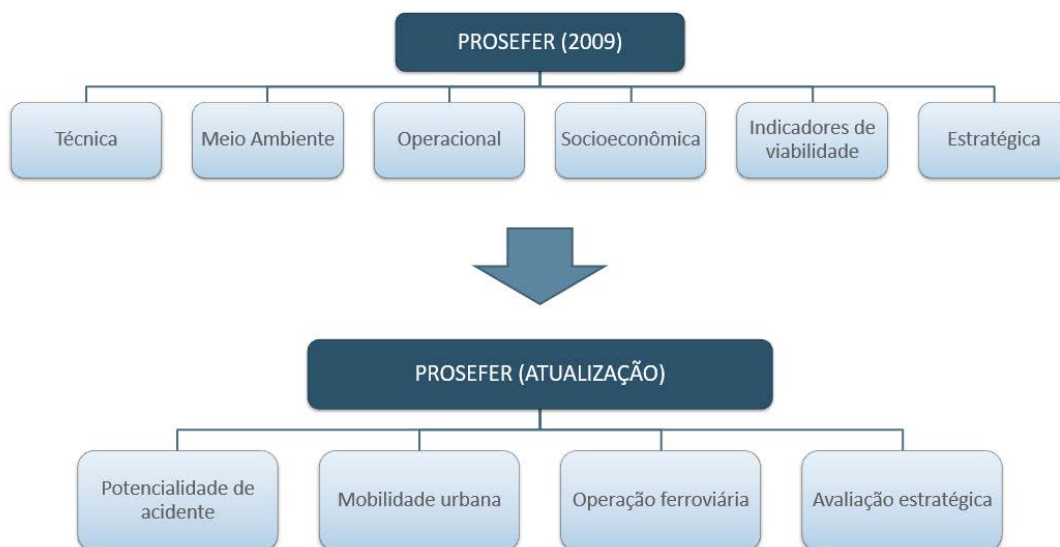 PROSEFER (2009)
Técnica
Meio Ambiente
Operacional
Socioeconômica
Indicadores de
viabilidade
Estratégica
PROSEFER (ATUALIZAÇÃO)
Potencialidade de
acidente
Mobilidade urbana
Operação ferroviária
Avaliação estratégica